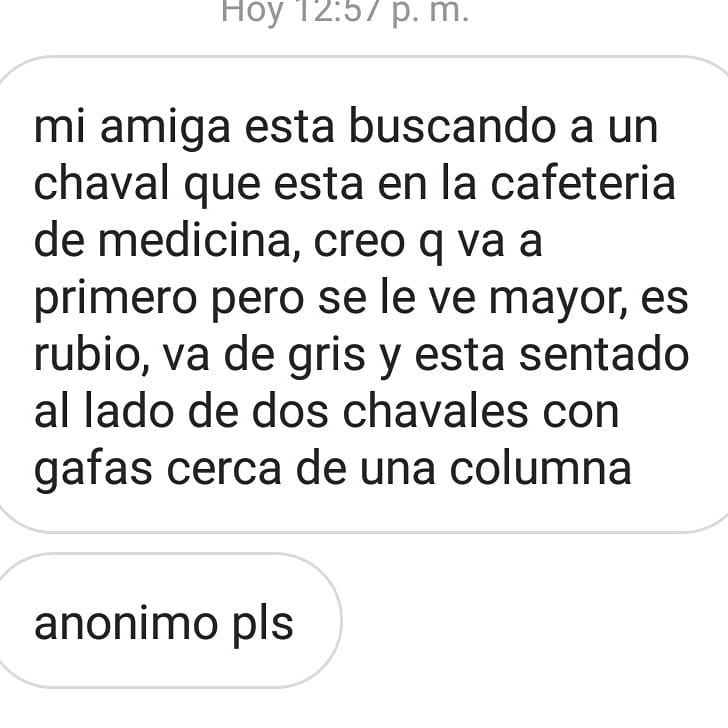 Hoy 12:57 p. m.
mi amiga esta buscando a un
chaval que esta en la cafeteria
de medicina, creo q va a
primero pero se le ve mayor, es
rubio, va de gris y esta sentado
al lado de dos chavales con
gafas cerca de una columna
anonimo pls